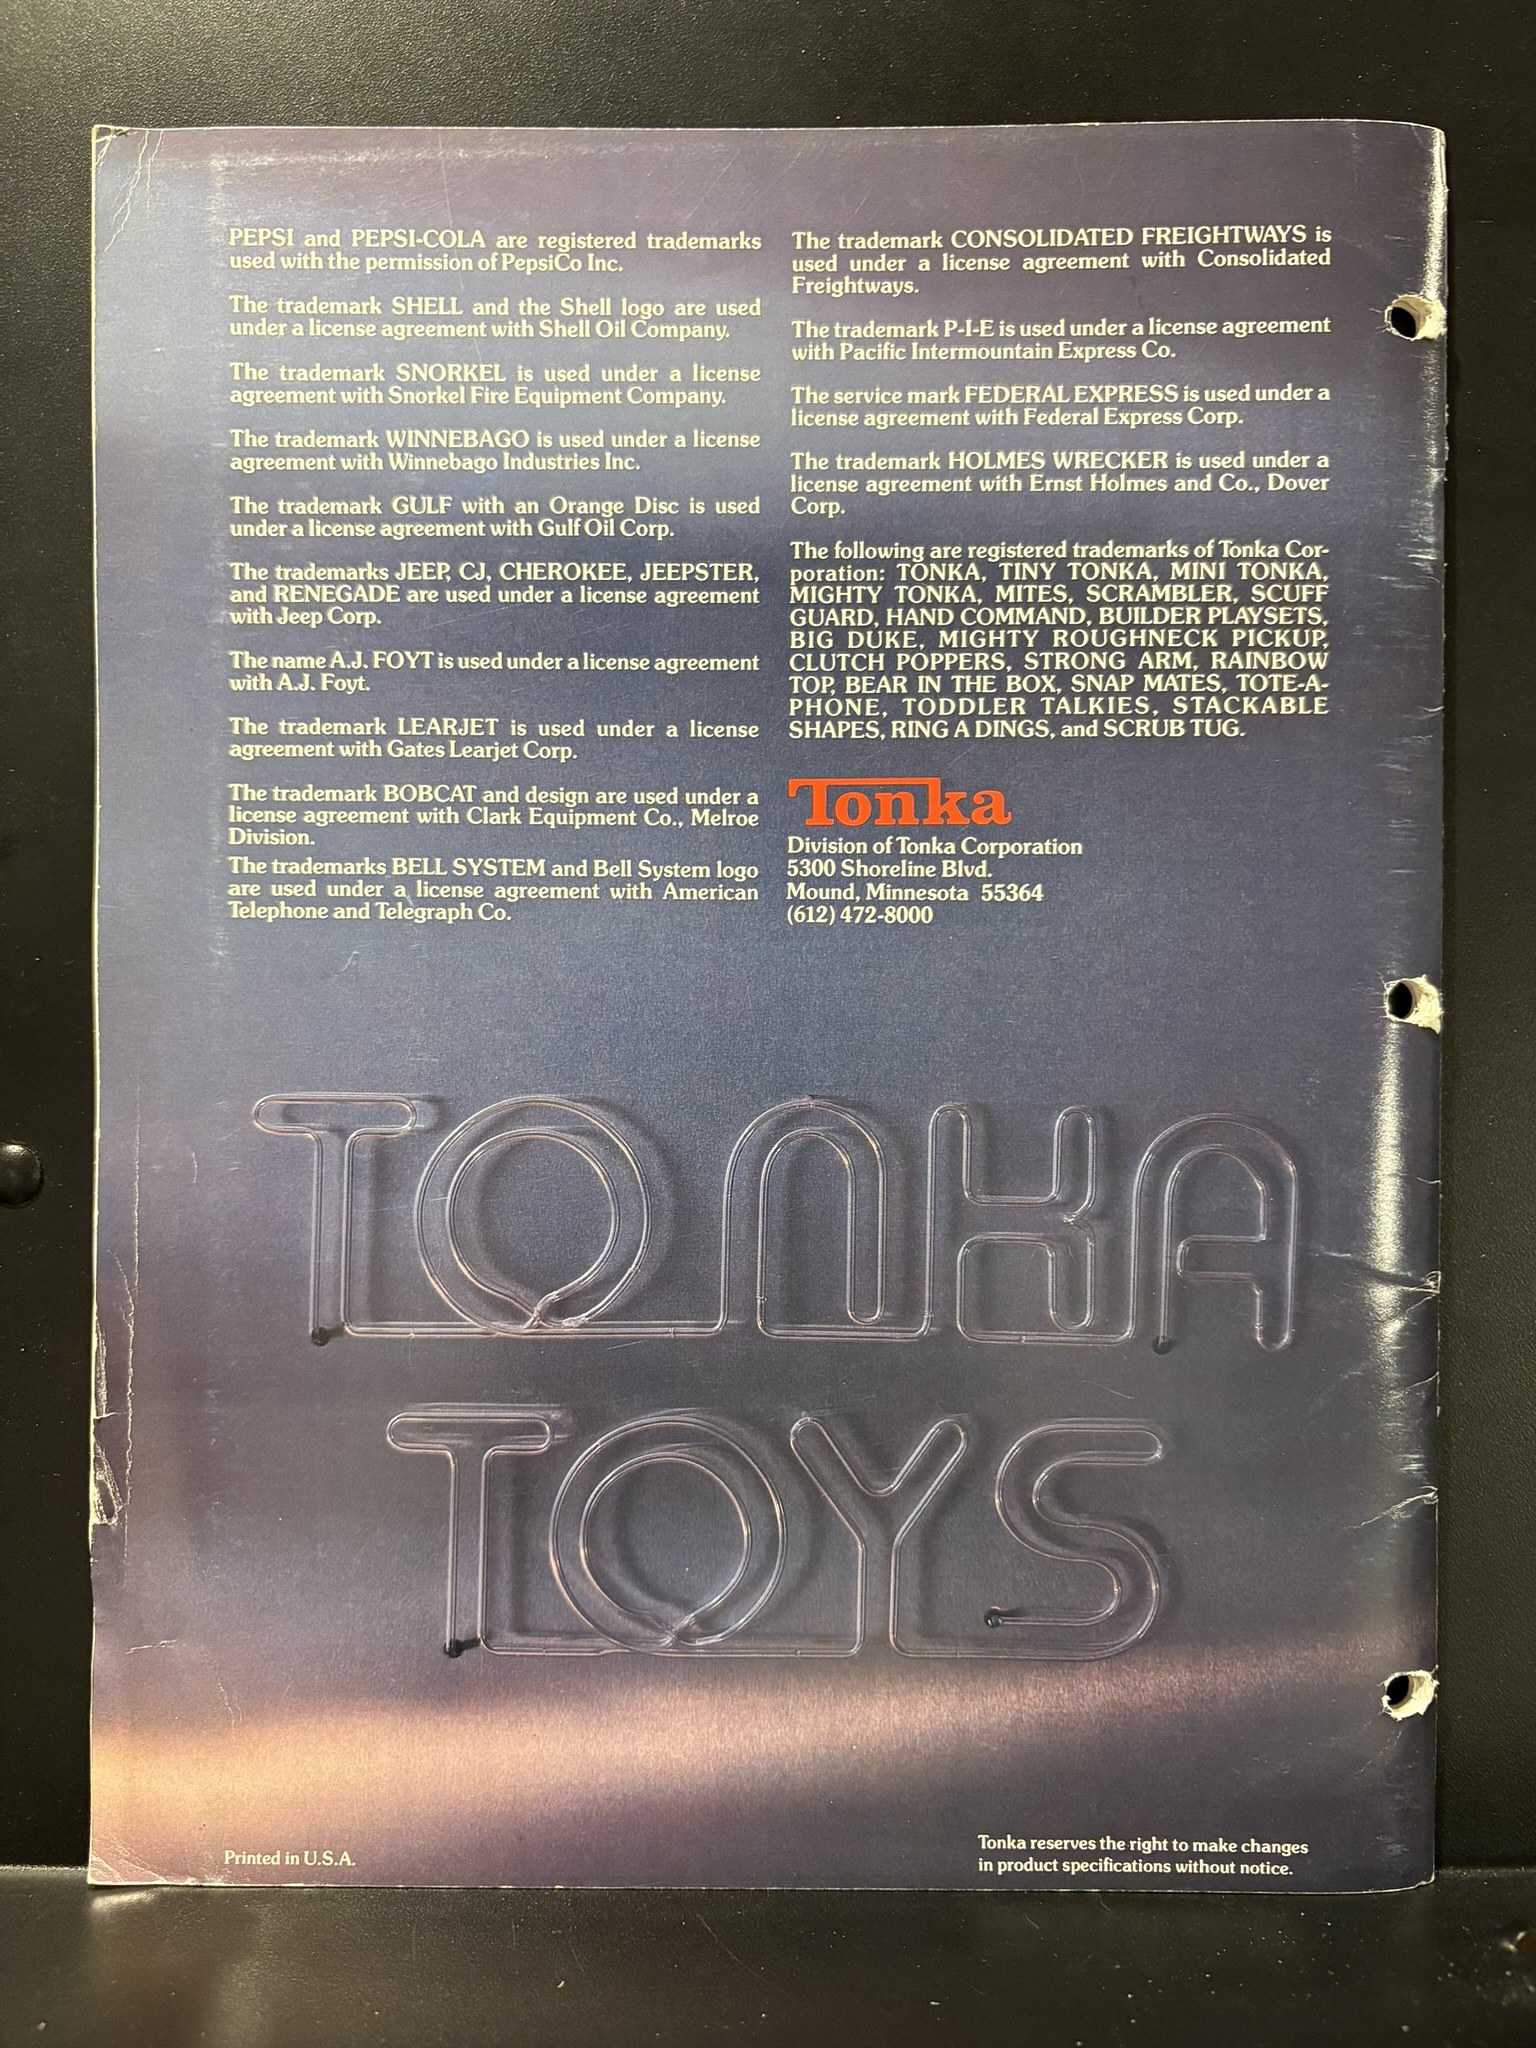 PEPSI and PEPSI-COLA are registered trademarks
used with the permission of PepsiCo Inc.
The trademark SHELL and the Shell logo are used
under a license agreement with Shell Oil Company.
The trademark SNORKEL is used under a license
agreement with Snorkel Fire Equipment Company.
The trademark WINNEBAGO is used under a license
agreement with Winnebago Industries Inc.
The trademark GULF with an Orange Disc is used
under a license agreement with Gulf Oil Corp.
The trademarks JEEP, CJ, CHEROKEE, JEEPSTER,
and RENEGADE are used under a license agreement
with Jeep Corp.
The name A.J. FOYT is used under a license agreement
with A.J. Foyt.
The trademark LEARJET is used under a license
agreement with Gates Learjet Corp.
The trademark BOBCAT and design are used under a
license agreement with Clark Equipment Co., Melroe
Division.
The trademarks BELL SYSTEM and Bell System logo
are used under a license agreement with American
Telephone and Telegraph Co.
The trademark CONSOLIDATED FREIGHTWAYS is
used under a license agreement with Consolidated
Freightways.
The trademark P-I-E is used under a license agreement
with Pacific Intermountain Express Co.
The service mark FEDERAL EXPRESS is used under a
license agreement with Federal Express Corp.
The trademark HOLMES WRECKER is used under a
license agreement with Ernst Holmes and Co., Dover
Corp.
The following are registered trademarks of Tonka Cor-
poration: TONKA, TINY TONKA, MINI TONKA,
MIGHTY TONKA, MITES, SCRAMBLER, SCUFF
GUARD, HAND COMMAND, BUILDER PLAYSETS,
BIG DUKE, MIGHTY ROUGHNECK PICKUP,
CLUTCH POPPERS, STRONG ARM, RAINBOW
TOP, BEAR IN THE BOX, SNAP MATES, TOTE-A-
PHONE, TODDLER TALKIES, STACKABLE
SHAPES, RING A DINGS, and SCRUB TUG.
Tonka
Division of Tonka Corporation
5300 Shoreline Blvd.
Mound, Minnesota 55364
(612) 472-8000
TONKA
TOYS
Printed in U.S.A.
Tonka reserves the right to make changes
in product specifications without notice.